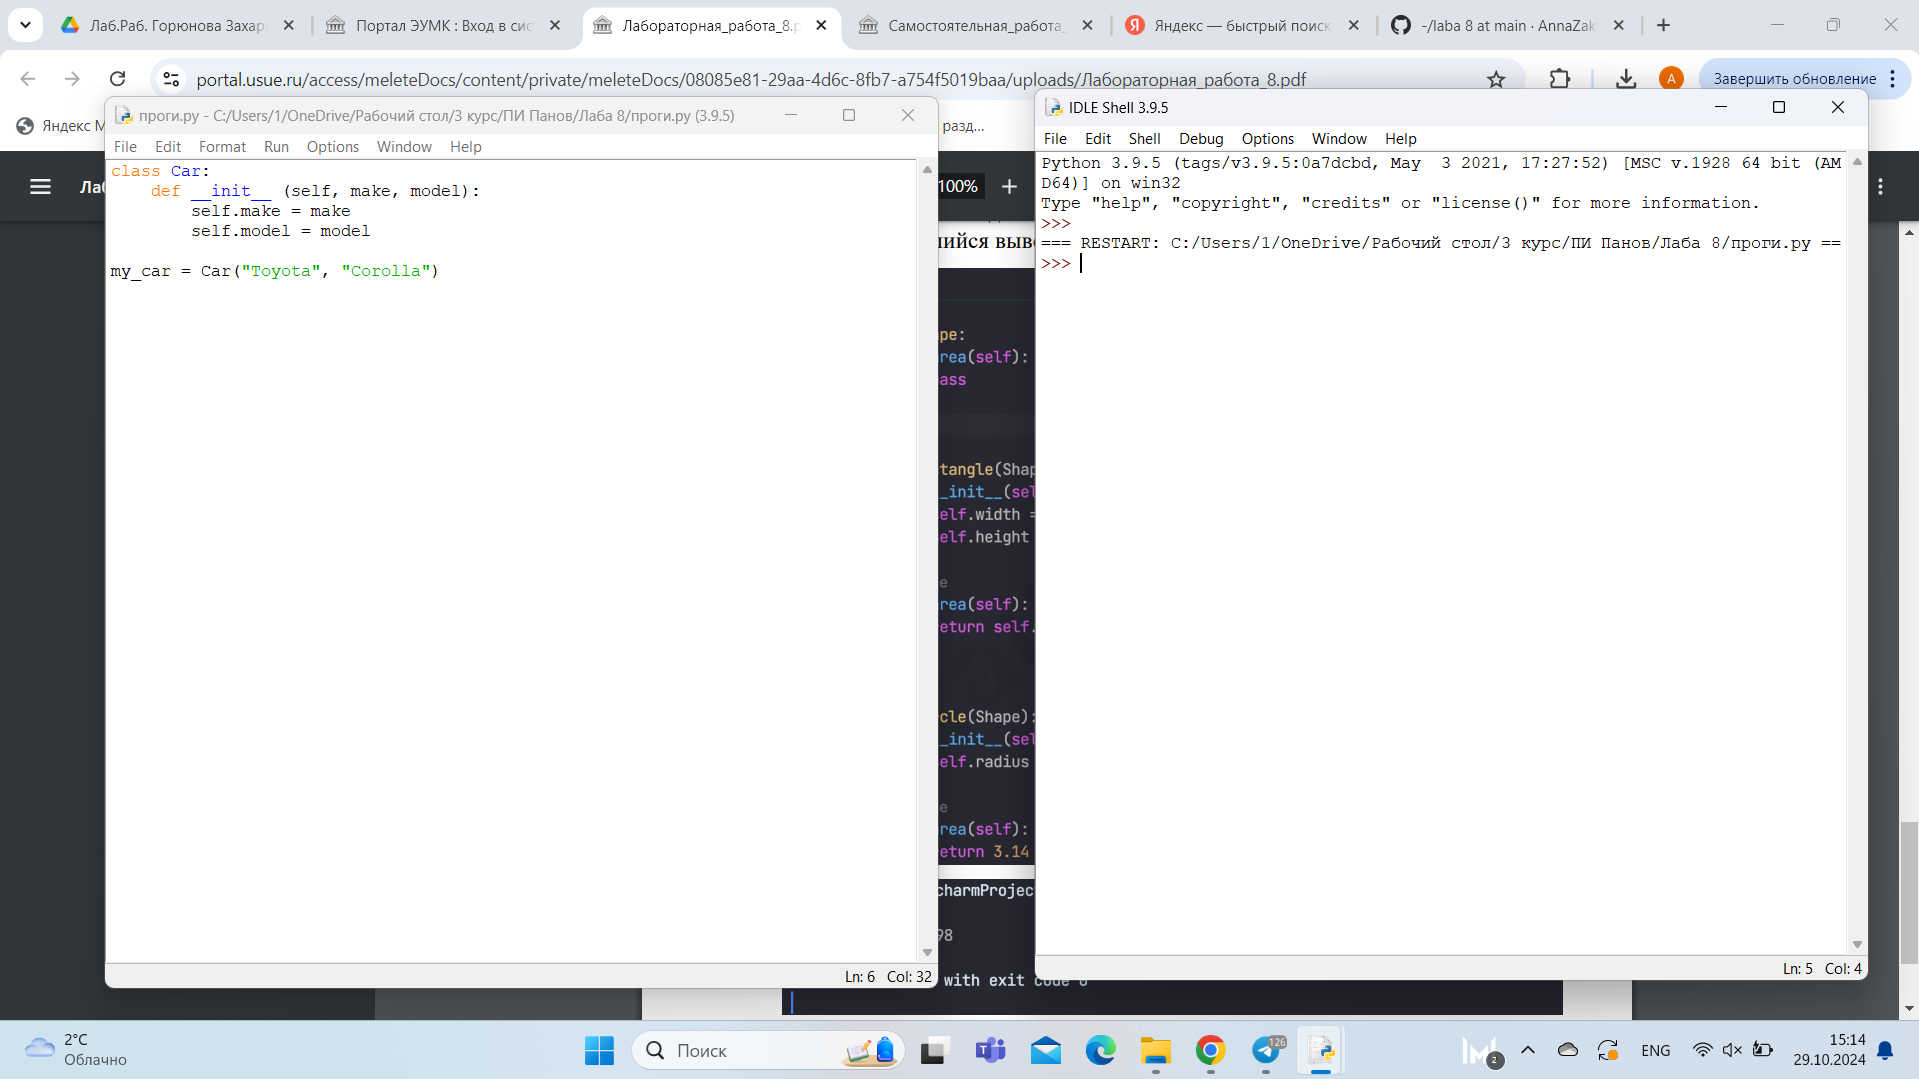 Лаб.Раб. Горюнова Захар
Портал ЭУМК : Вход в сис
Лабораторная_работа_8.р
Самостоятельная_работа_
Яндекс — быстрый поиск
-/laba 8 at main · AnnaZak
portal.usue.ru/access/meleteDocs/content/private/meleteDocs/08085e81-29aa-4d6c-8fb7-a754f5019baa/uploads/Лабораторная_работа_8.pdf
А
Завершить обновление
Яндекс М
разд...
Ла
100%
проги.py - C:/Users/1/OneDrive/Рабочий стол/3 курс/ПИ Панов/Лаба 8/проги.py (3.9.5)
File Edit Format Run Options Window Help
class Car:
def __init__ (self, make, model):
self.make = make
self.model = model
my_car = Car("Toyota", "Corolla")
Ln: 6 Col: 32
ийся выв
pe:
rea(self):
ass
tangle(Shap
_init__(sel
elf.width =
elf.height
e
rea(self):
eturn self.
cle(Shape):
_init__(sel
elf.radius
e
rea(self):
eturn 3.14
charmProjec
98
with exit code 0
IDLE Shell 3.9.5
File Edit Shell Debug Options Window Help
Python 3.9.5 (tags/v3.9.5:0a7dcbd, May  3 2021, 17:27:52) [MSC v.1928 64 bit (AM
D64)] on win32
Type "help", "copyright", "credits" or "license()" for more information.
>>>
=== RESTART: C:/Users/1/OneDrive/Рабочий стол/3 курс/ПИ Панов/Лаба 8/проги.py ==
>>>
Ln: 5 Col: 4
2°C
Облачно
Поиск
126
2
ENG
15:14
29.10.2024